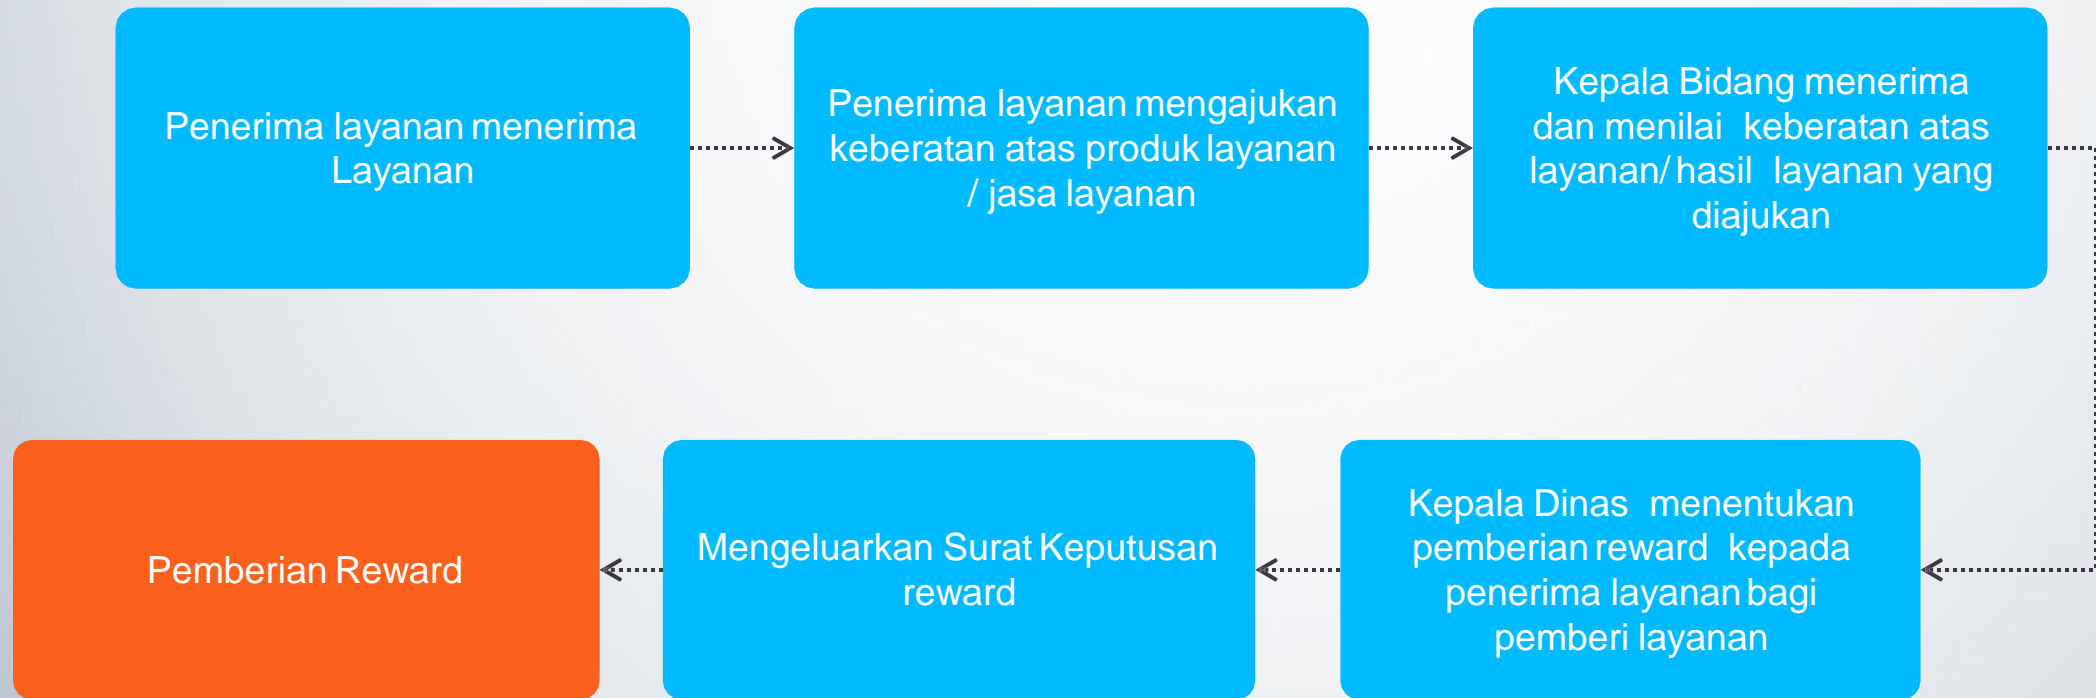 Penerima layanan menerima
Layanan
Penerima layanan mengajukan
keberatan atas produk layanan
/ jasa layanan
Kepala Bidang menerima
dan menilai keberatan atas
layanan/ hasil layanan yang
diajukan
Kepala Dinas menentukan
pemberian reward kepada
penerima layanan bagi
pemberi layanan
Mengeluarkan Surat Keputusan
reward
Pemberian Reward